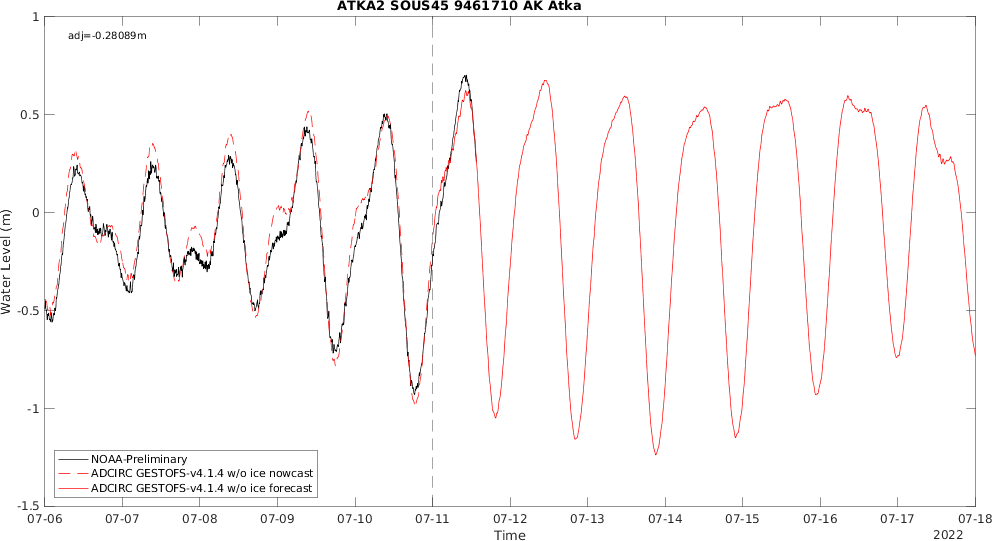 ATKA2 SOUS45 9461710 AK Atka
adj=-0.28089m
1
0.5
0
-0.5
-1
-1.5
Water Level (m)
NOAA-Preliminary
ADCIRC GESTOFS-v4.1.4 w/o ice nowcast
ADCIRC GESTOFS-v4.1.4 w/o ice forecast
07-06 07-07 07-08 07-09 07-10 07-11 07-12 07-13 07-14 07-15 07-16 07-17 07-18
Time
2022